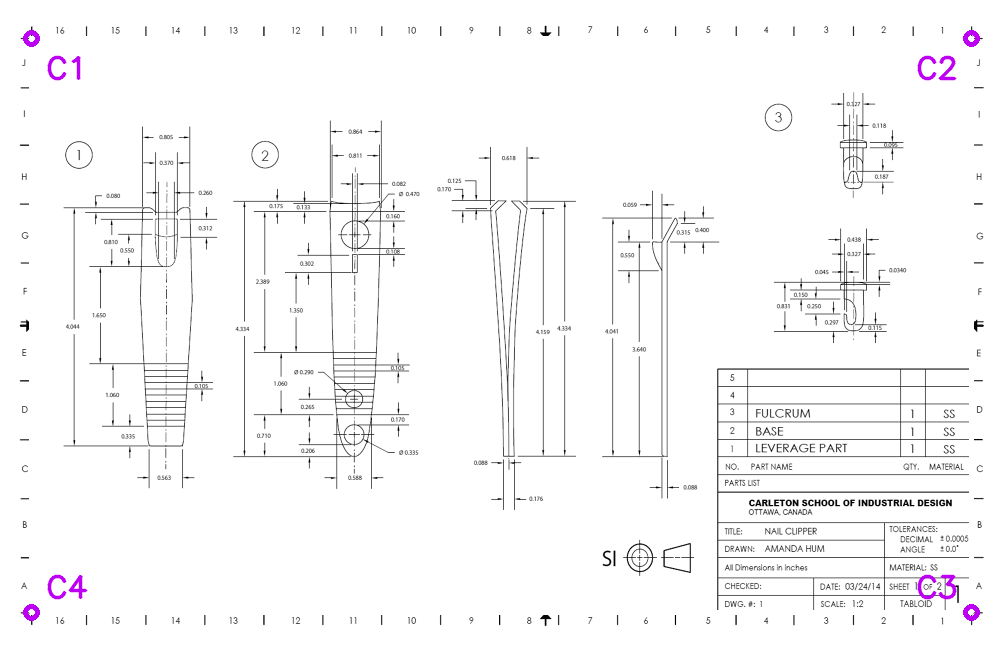 16 15 14 13 12 11 10 9 8 7 6 5 4 3 2 1
C1 C2
J J
I I
H H
G G
F F
E E
D D
C C
B B
A A
1
0.805
0.370
0.080
0.260
0.312
0.810
0.550
1.650
4.044
0.105
1.060
0.335
0.563
2
0.864
0.811
0.082
Ø 0.470
0.175
0.133
0.160
0.108
0.302
2.389
1.350
4.334
0.105
Ø 0.290
1.060
0.265
0.170
0.710
0.206
Ø 0.335
0.588
0.618
0.125
0.170
4.159
4.334
0.088
0.176
0.059
0.315
0.400
0.550
4.041
3.640
0.088
3
0.327
0.118
0.095
0.187
0.438
0.327
0.045
0.0340
0.150
0.831
0.250
0.297
0.115
5
4
3 FULCRUM 1 SS
2 BASE 1 SS
1 LEVERAGE PART 1 SS
NO. PART NAME QTY. MATERIAL
PARTS LIST
CARLETON SCHOOL OF INDUSTRIAL DESIGN
OTTAWA, CANADA
TITLE: NAIL CLIPPER
TOLERANCES:
DECIMAL ± 0.0005
ANGLE ± 0.0°
DRAWN: AMANDA HUM
All Dimensions in inches
MATERIAL: SS
CHECKED:
DATE: 03/24/14
SHEET 1 OF 2
DWG. #: 1
SCALE: 1:2
TABLOID
SI
C4 C3
16 15 14 13 12 11 10 9 8 7 6 5 4 3 2 1